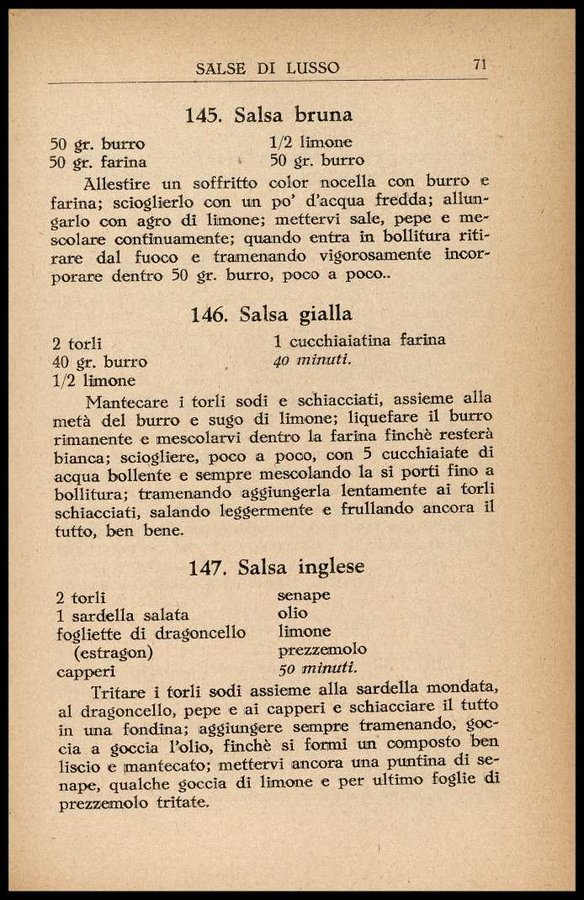 SALSE DI LUSSO 71
145. Salsa bruna
50 gr. burro
50 gr. farina
1/2 limone
50 gr. burro
Allestire un soffritto color nocella con burro e
farina; scioglierlo con un po' d'acqua fredda; allun-
garlo con agro di limone; mettervi sale, pepe e me-
scolare continuamente; quando entra in bollitura riti-
rare dal fuoco e tramenando vigorosamente incor-
porare dentro 50 gr. burro, poco a poco..
146. Salsa gialla
2 torli
40 gr. burro
1/2 limone
1 cucchiaiatina farina
40 minuti.
Mantecare i torli sodi e schiacciati, assieme alla
metà del burro e sugo di limone; liquefare il burro
rimanente e mescolarvi dentro la farina finchè resterà
bianca; sciogliere, poco a poco, con 5 cucchiaiate di
acqua bollente e sempre mescolando la si porti fino a
bollitura; tramenando aggiungerla lentamente ai torli
schiacciati, salando leggermente e frullando ancora il
tutto, ben bene.
147. Salsa inglese
2 torli
1 sardella salata
fogliette di dragoncello
(estragon)
capperi
senape
olio
limone
prezzemolo
50 minuti.
Tritare i torli sodi assieme alla sardella mondata,
al dragoncello, pepe e ai capperi e schiacciare il tutto
in una fondina; aggiungere sempre tramenando, goc-
cia a goccia l'olio, finchè si formi un composto ben
liscio e mantecato; mettervi ancora una puntina di se-
nape, qualche goccia di limone e per ultimo foglie di
prezzemolo tritate.